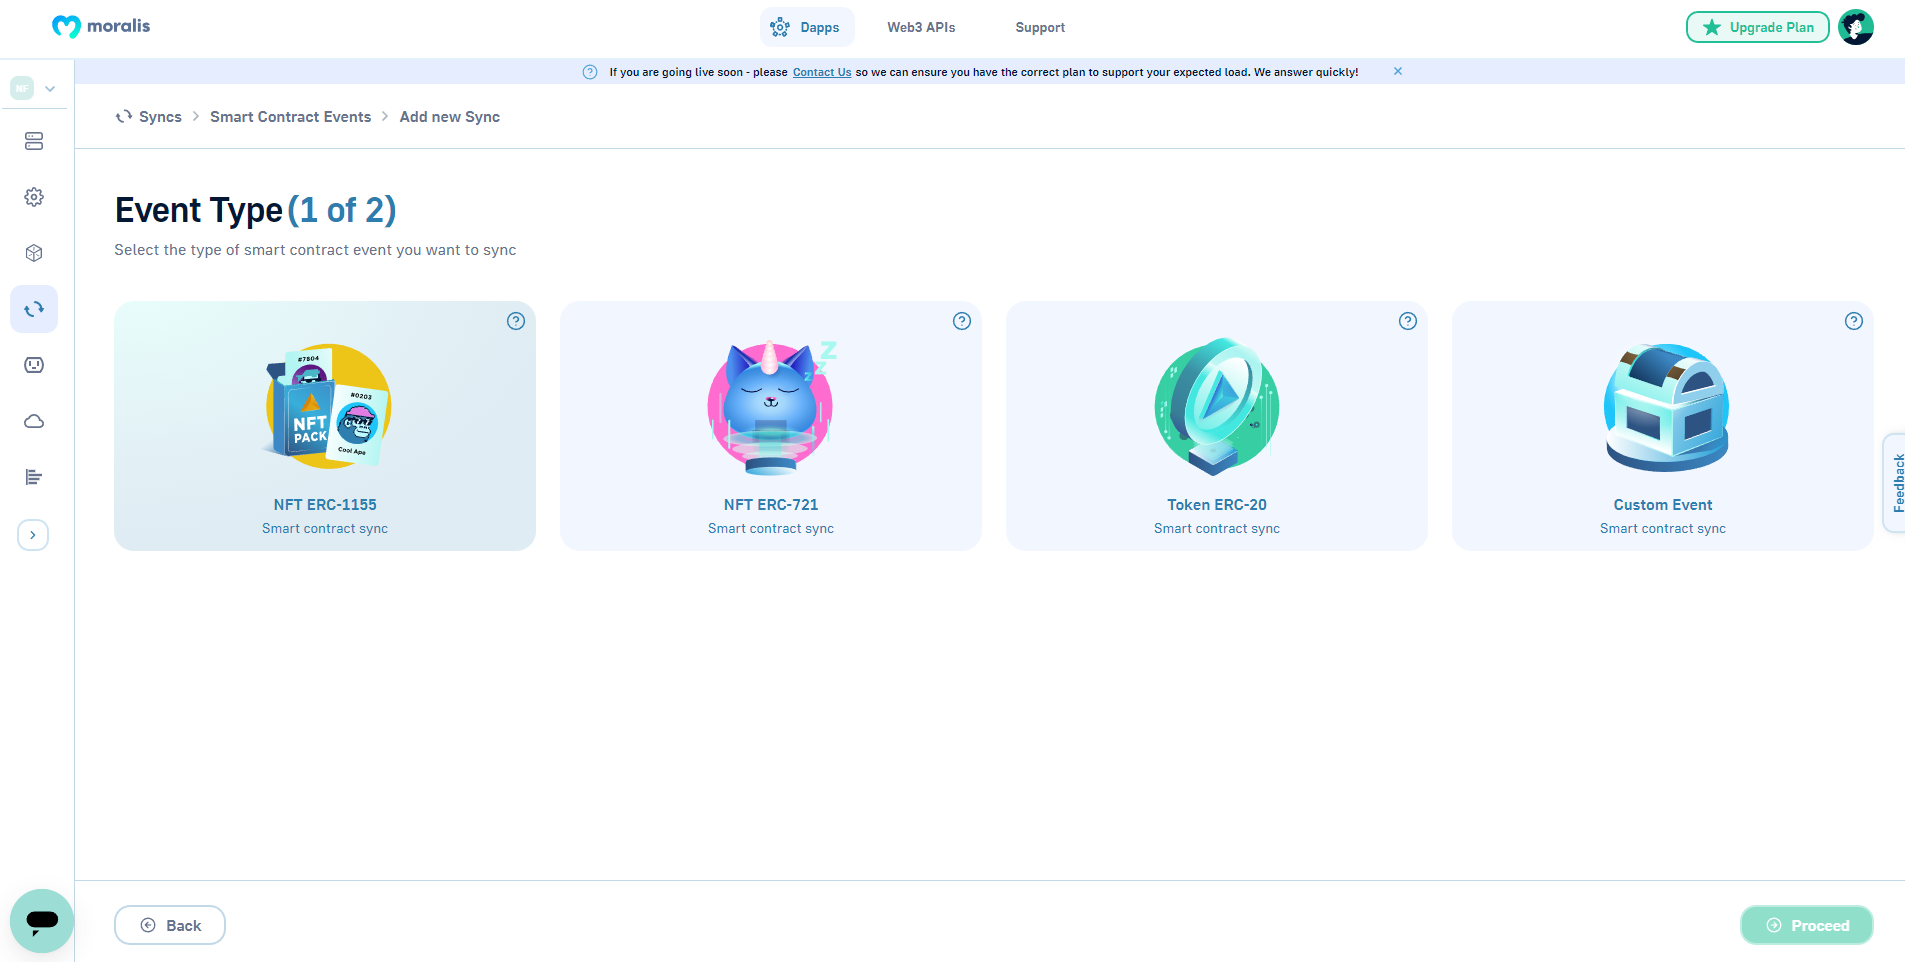 moralis
Dapps
Web3 APIs
Support
Upgrade Plan
NF
If you are going live soon - please Contact Us so we can ensure you have the correct plan to support your expected load. We answer quickly!
Syncs > Smart Contract Events > Add new Sync
Event Type (1 of 2)
Select the type of smart contract event you want to sync
#7804
#0203
NFT
PACK
Cool Ape
NFT ERC-1155
Smart contract sync
Z
Z
Z
NFT ERC-721
Smart contract sync
Token ERC-20
Smart contract sync
Custom Event
Smart contract sync
Feedback
Back
Proceed